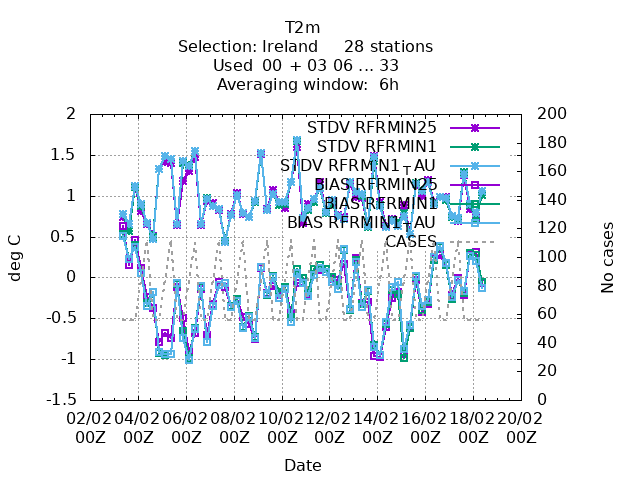 T2m
Selection: Ireland     28 stations
Used  00 + 03 06 ... 33
Averaging window:  6h
2
1.5
1
0.5
0
-0.5
-1
-1.5
deg C
200
180
160
140
120
100
80
60
40
20
0
No cases
STDV RFRMIN25
STDV RFRMIN1
STDV RFRMIN1+AU
BIAS RFRMIN25
BIAS RFRMIN1
BIAS RFRMIN1+AU
CASES
02/02 04/02 06/02 08/02 10/02 12/02 14/02 16/02 18/02 20/02
00Z 00Z 00Z 00Z 00Z 00Z 00Z 00Z 00Z 00Z
Date